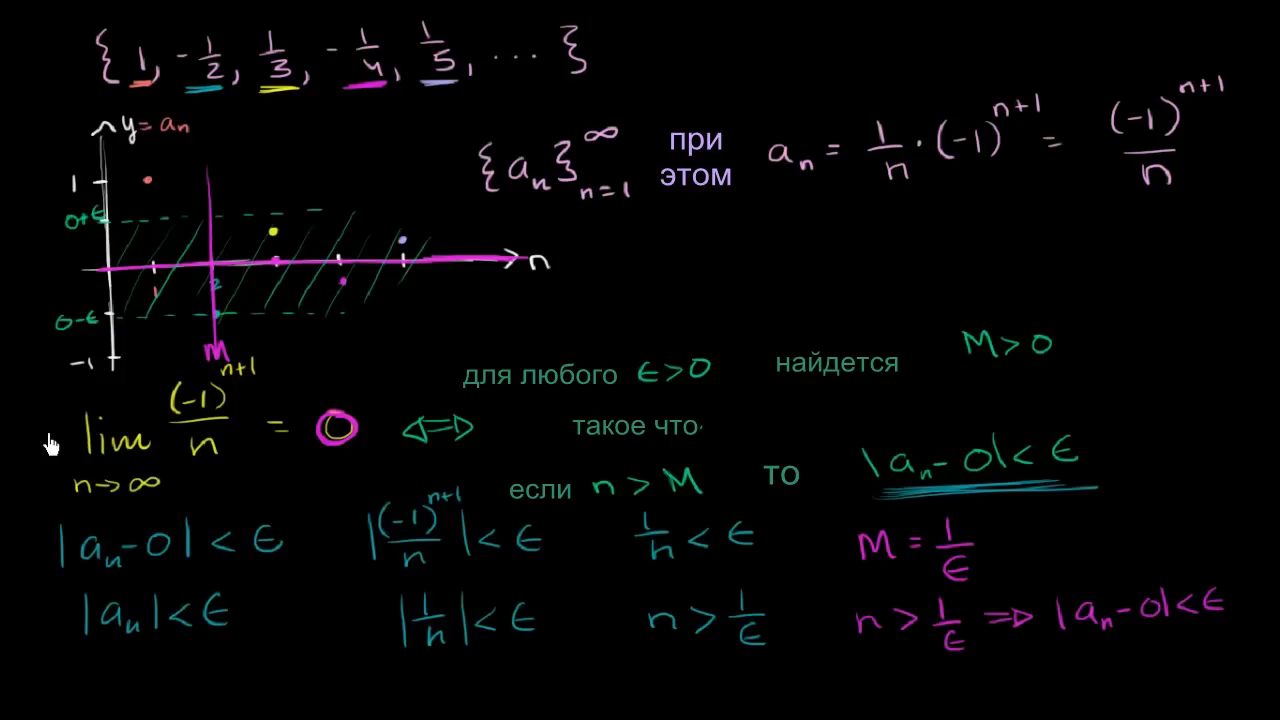 {1, -1/2, 1/3, -1/4, 1/5, ...}
y = aₙ
{aₙ}ₙ₌₁^∞ при этом aₙ = 1/n · (-1)^(n+1) = (-1)^(n+1)/n
1
0+ϵ
n
1 2
0-ϵ
-1
M
для любого ϵ > 0 найдется M > 0
lim n→∞ (-1)^(n+1)/n = 0 ⇔ такое что
если n > M то |aₙ - 0| < ϵ
|aₙ - 0| < ϵ |(-1)^(n+1)/n| < ϵ 1/n < ϵ M = 1/ϵ
|aₙ| < ϵ |1/n| < ϵ n > 1/ϵ n > 1/ϵ ⇒ |aₙ - 0| < ϵ